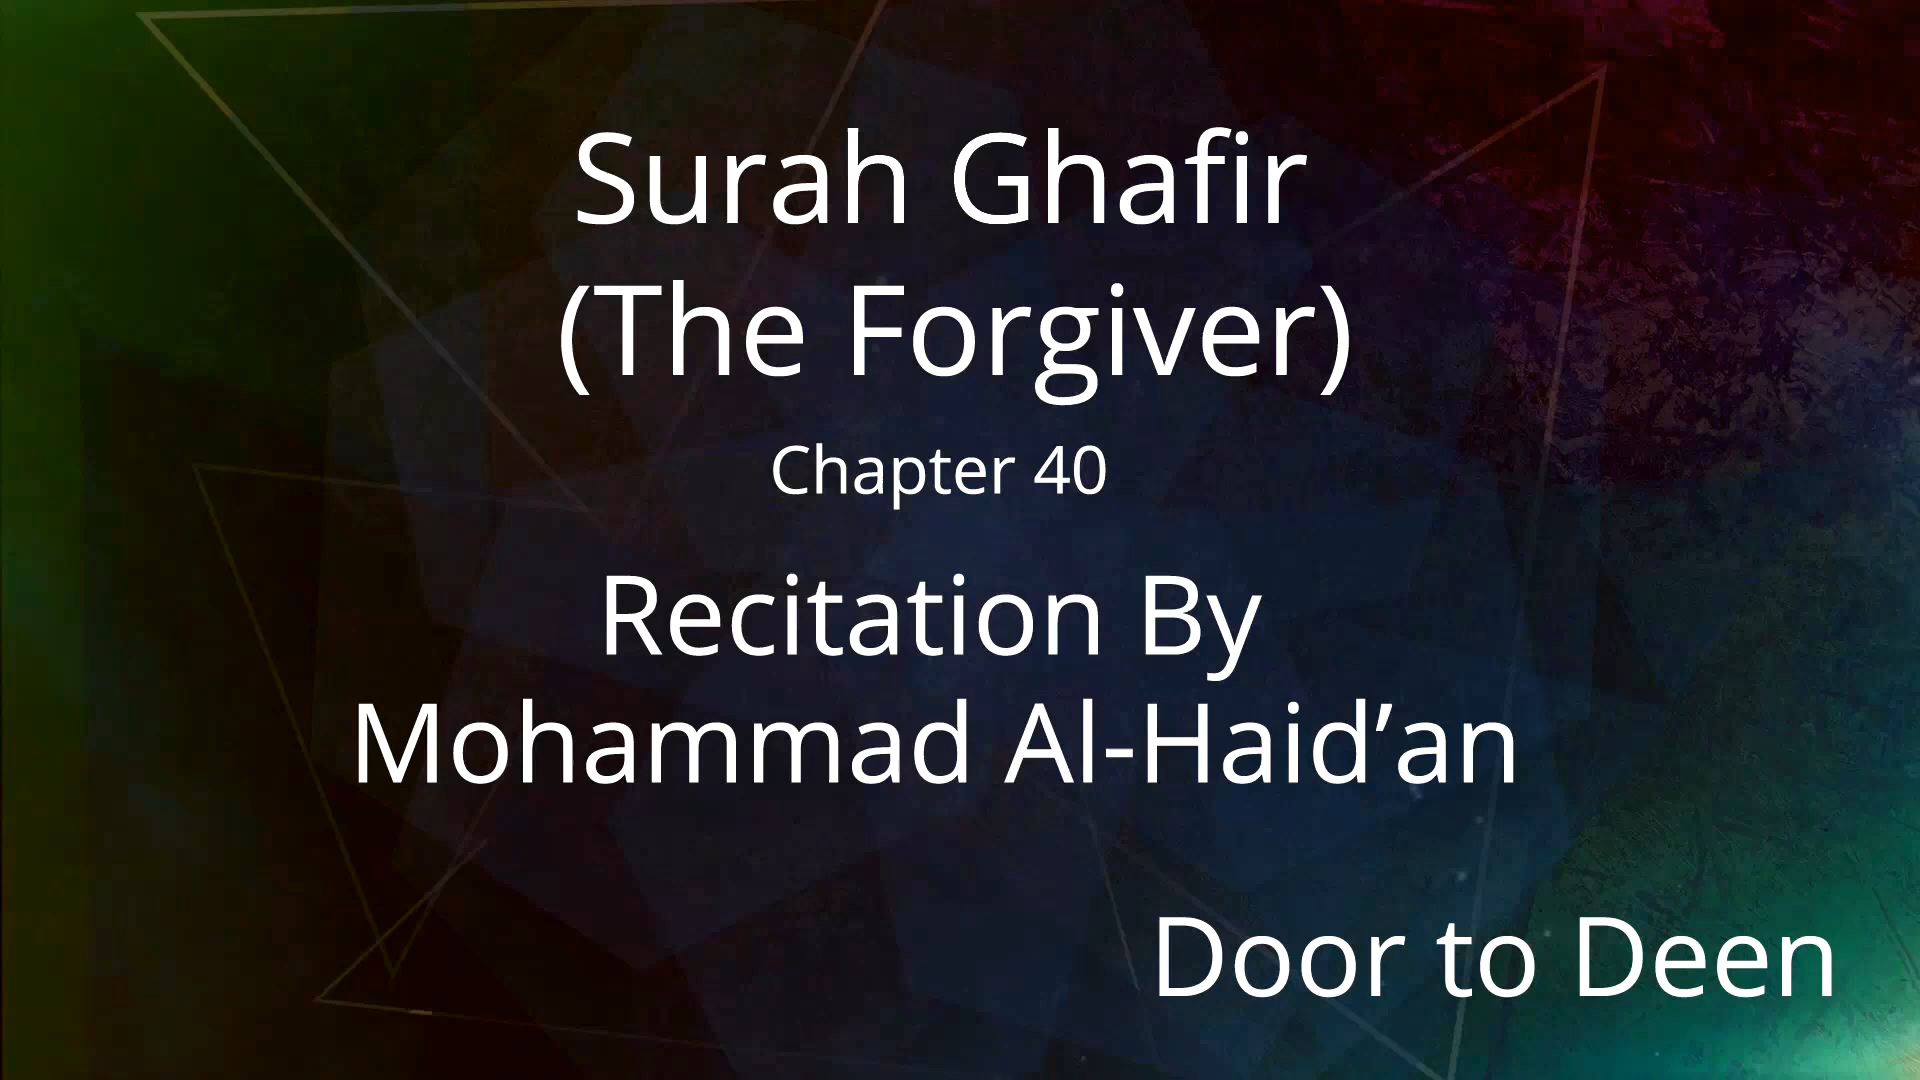 Surah Ghafir
(The Forgiver)
Chapter 40
Recitation By
Mohammad Al-Haid’an
Door to Deen